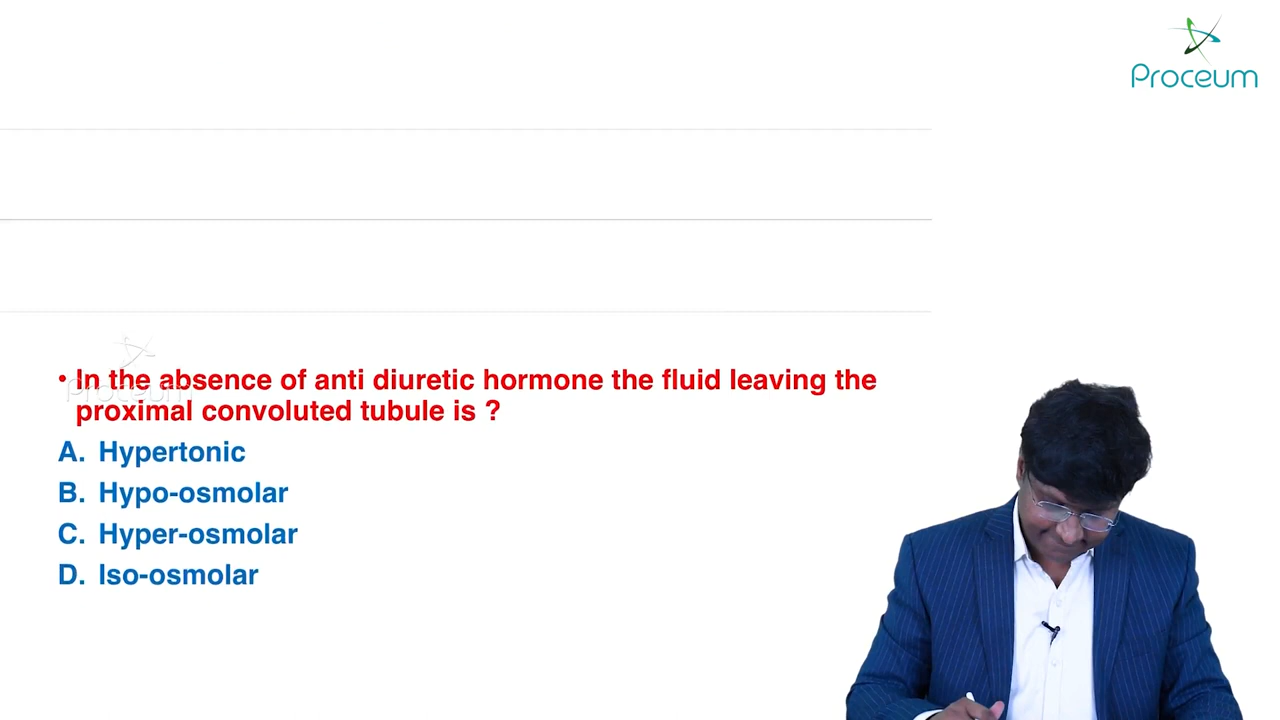 Proceum
• In the absence of anti diuretic hormone the fluid leaving the
proximal convoluted tubule is ?
Proceum
A. Hypertonic
B. Hypo-osmolar
C. Hyper-osmolar
D. Iso-osmolar